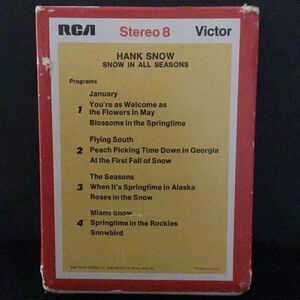 RCA Stereo 8 Victor
HANK SNOW
SNOW IN ALL SEASONS
Programs
January
1 You're as Welcome as
the Flowers in May
Blossoms in the Springtime
Flying South
2 Peach Picking Time Down in Georgia
At the First Fall of Snow
The Seasons
3 When It's Springtime in Alaska
Roses in the Snow
Miami Snow
4 Springtime in the Rockies
Snowbird
Printed in U.S.A.